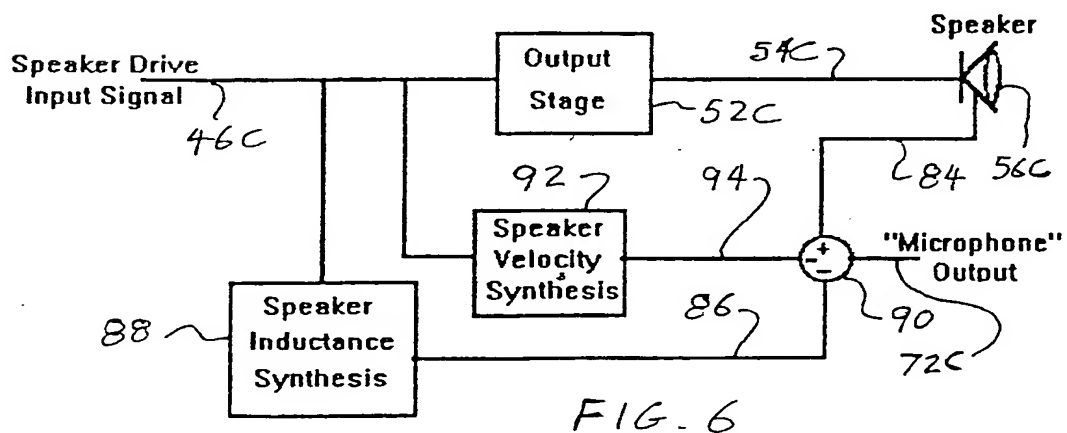 Speaker
Speaker Drive
Input Signal
46C
Output
Stage
52C
54C
56C
84
92
94
Speaker
Velocity
Synthesis
+
-
-
"Microphone"
Output
90
72C
88
Speaker
Inductance
Synthesis
86
FIG. 6